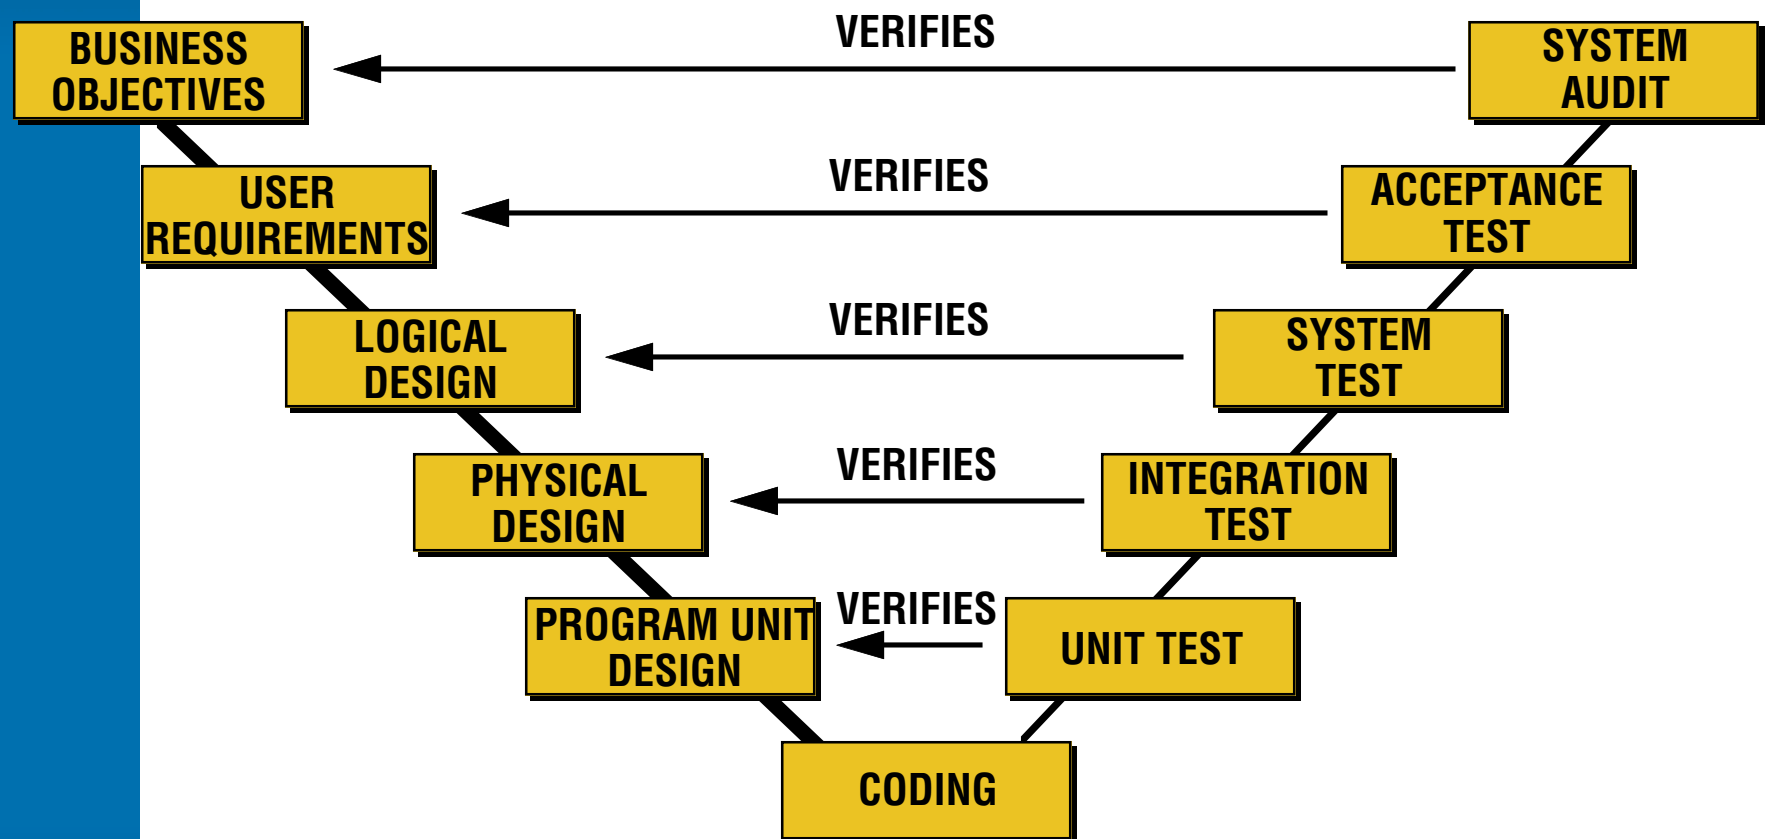 BUSINESS
OBJECTIVES
VERIFIES
SYSTEM
AUDIT
USER
REQUIREMENTS
VERIFIES
ACCEPTANCE
TEST
LOGICAL
DESIGN
VERIFIES
SYSTEM
TEST
PHYSICAL
DESIGN
VERIFIES
INTEGRATION
TEST
PROGRAM UNIT
DESIGN
VERIFIES
UNIT TEST
CODING